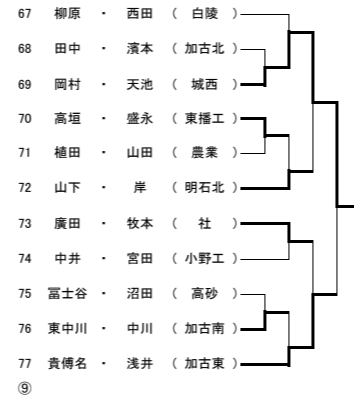 67 柳原 ・ 西田 ( 白陵 )
68 田中 ・ 濱本 ( 加古北 )
69 岡村 ・ 天池 ( 城西 )
70 高垣 ・ 盛永 ( 東播工 )
71 植田 ・ 山田 ( 農業 )
72 山下 ・ 岸 ( 明石北 )
73 廣田 ・ 牧本 ( 社 )
74 中井 ・ 宮田 ( 小野工 )
75 冨士谷 ・ 沼田 ( 高砂 )
76 東中川 ・ 中川 ( 加古南 )
77 貴傅名 ・ 浅井 ( 加古東 )
⑨